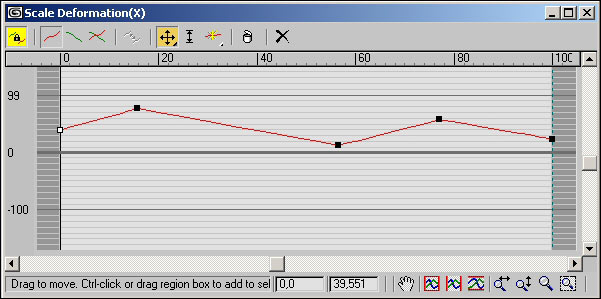 Scale Deformation(X)
0 20 40 60 80 100
99
0
-100
Drag to move. Ctrl-click or drag region box to add to sel 0,0 39,551